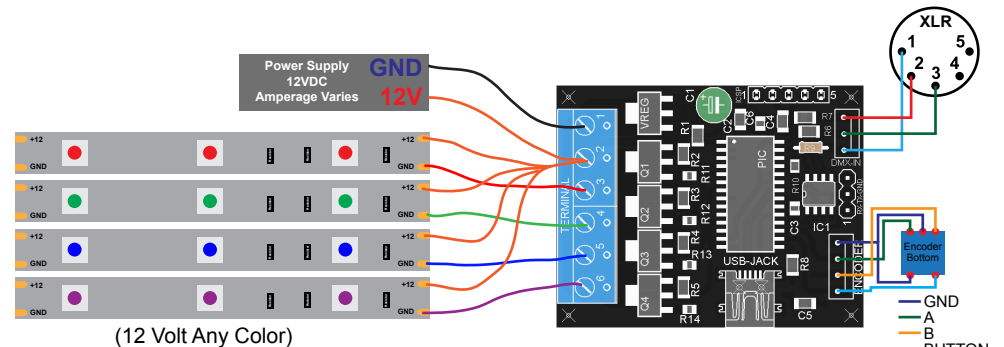 XLR
1
5
2
3
4
Power Supply
12VDC
Amperage Varies
GND
12V
+12
+12
GND
GND
+12
+12
GND
GND
+12
+12
GND
GND
+12
+12
GND
GND
(12 Volt Any Color)
TERMINAL
1
2
3
4
5
6
VREG
Q1
Q2
Q3
Q4
C1
ICSP
1
5
R1
C2
C6
C4
R2
R11
R3
R12
R4
R13
R5
R14
PIC
USB-JACK
R7
R6
R9
DMX-IN
R10
C3
IC1
RX-TX-GND
1
R8
C5
ENCODER
Encoder
Bottom
GND
A
B
BUTTON